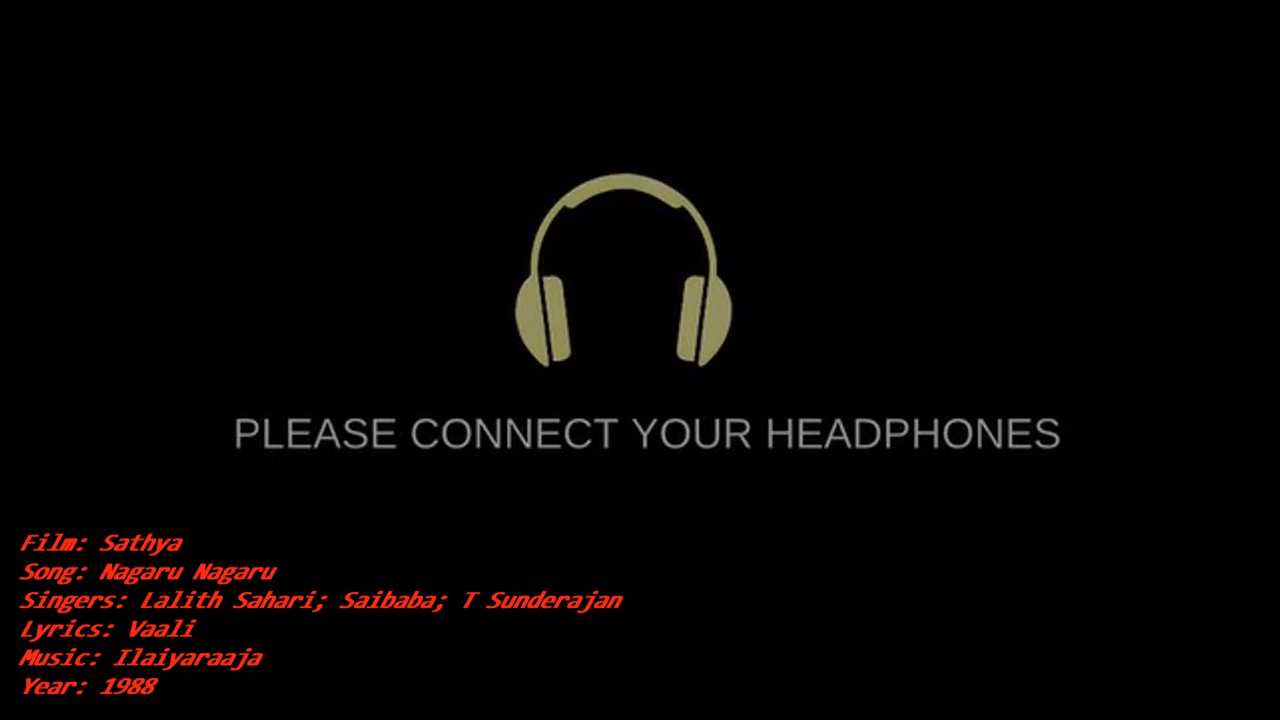 PLEASE CONNECT YOUR HEADPHONES
Film: Sathya
Song: Nagaru Nagaru
Singers: Lalith Sahari; Saibaba; T Sunderajan
Lyrics: Vaali
Music: Ilaiyaraaja
Year: 1988